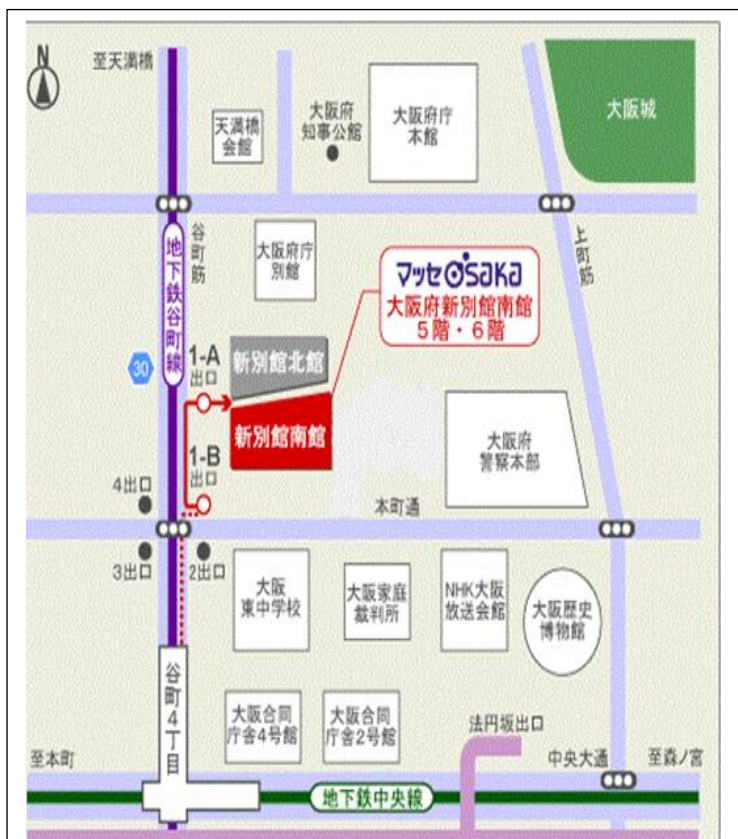 N
至天満橋
天満橋
会館
大阪府
知事公館
大阪府庁
本館
大阪城
谷町筋
大阪府庁
別館
上町筋
マッセOSaKa
大阪府新別館南館
5階・6階
地下鉄谷町線
30
1-A
出口
新別館北館
新別館南館
1-B
出口
大阪府
警察本部
4出口
本町通
3出口
2出口
大阪
東中学校
大阪家庭
裁判所
NHK大阪
放送会館
大阪歴史
博物館
谷町4丁目
大阪合同
庁舎4号館
大阪合同
庁舎2号館
法円坂出口
至本町
中央大通
至森ノ宮
地下鉄中央線